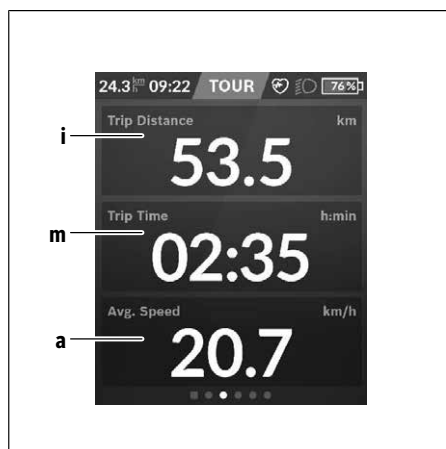 24.3 km/h 09:22 TOUR 76%
Trip Distance km
i
53.5
Trip Time h:min
m
02:35
Avg. Speed km/h
a
20.7